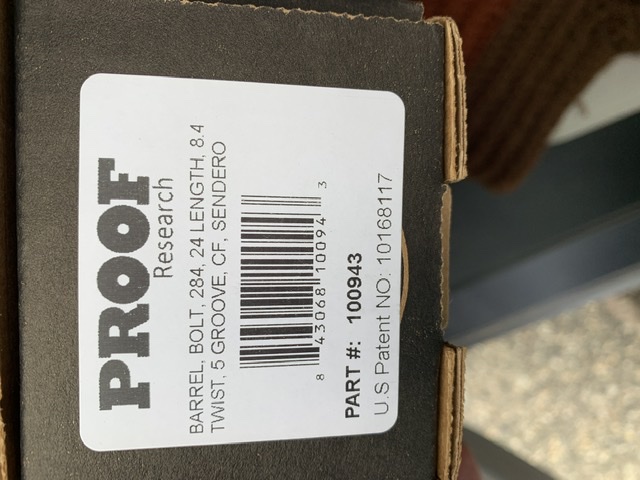 PROOF
Research
BARREL, BOLT, 284, 24 LENGTH, 8.4
TWIST, 5 GROOVE, CF, SENDERO
8 43068 10094 3
PART #: 100943
U.S Patent NO: 10168117